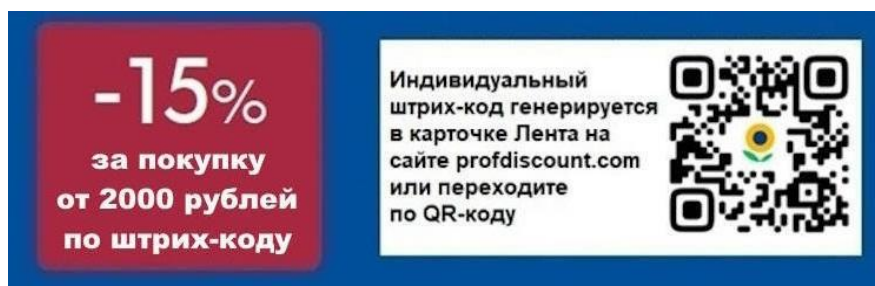 -15%
за покупку
от 2000 рублей
по штрих-коду
Индивидуальный
штрих-код генерируется
в карточке Лента на
сайте profdiscount.com
или переходите
по QR-коду